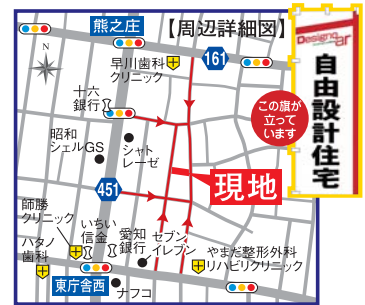 【周辺詳細図】
熊之庄
N
早川歯科
クリニック
161
十六
銀行
昭和
シェルGS
シャト
レーゼ
451
現地
師勝
クリニック
ハタノ
歯科
いちい
信金
愛知
銀行
セブン
イレブン
やまだ整形外科
リハビリクリニック
東庁舎西
ナフコ
この旗が
立って
います
Designo
ar
自由設計住宅